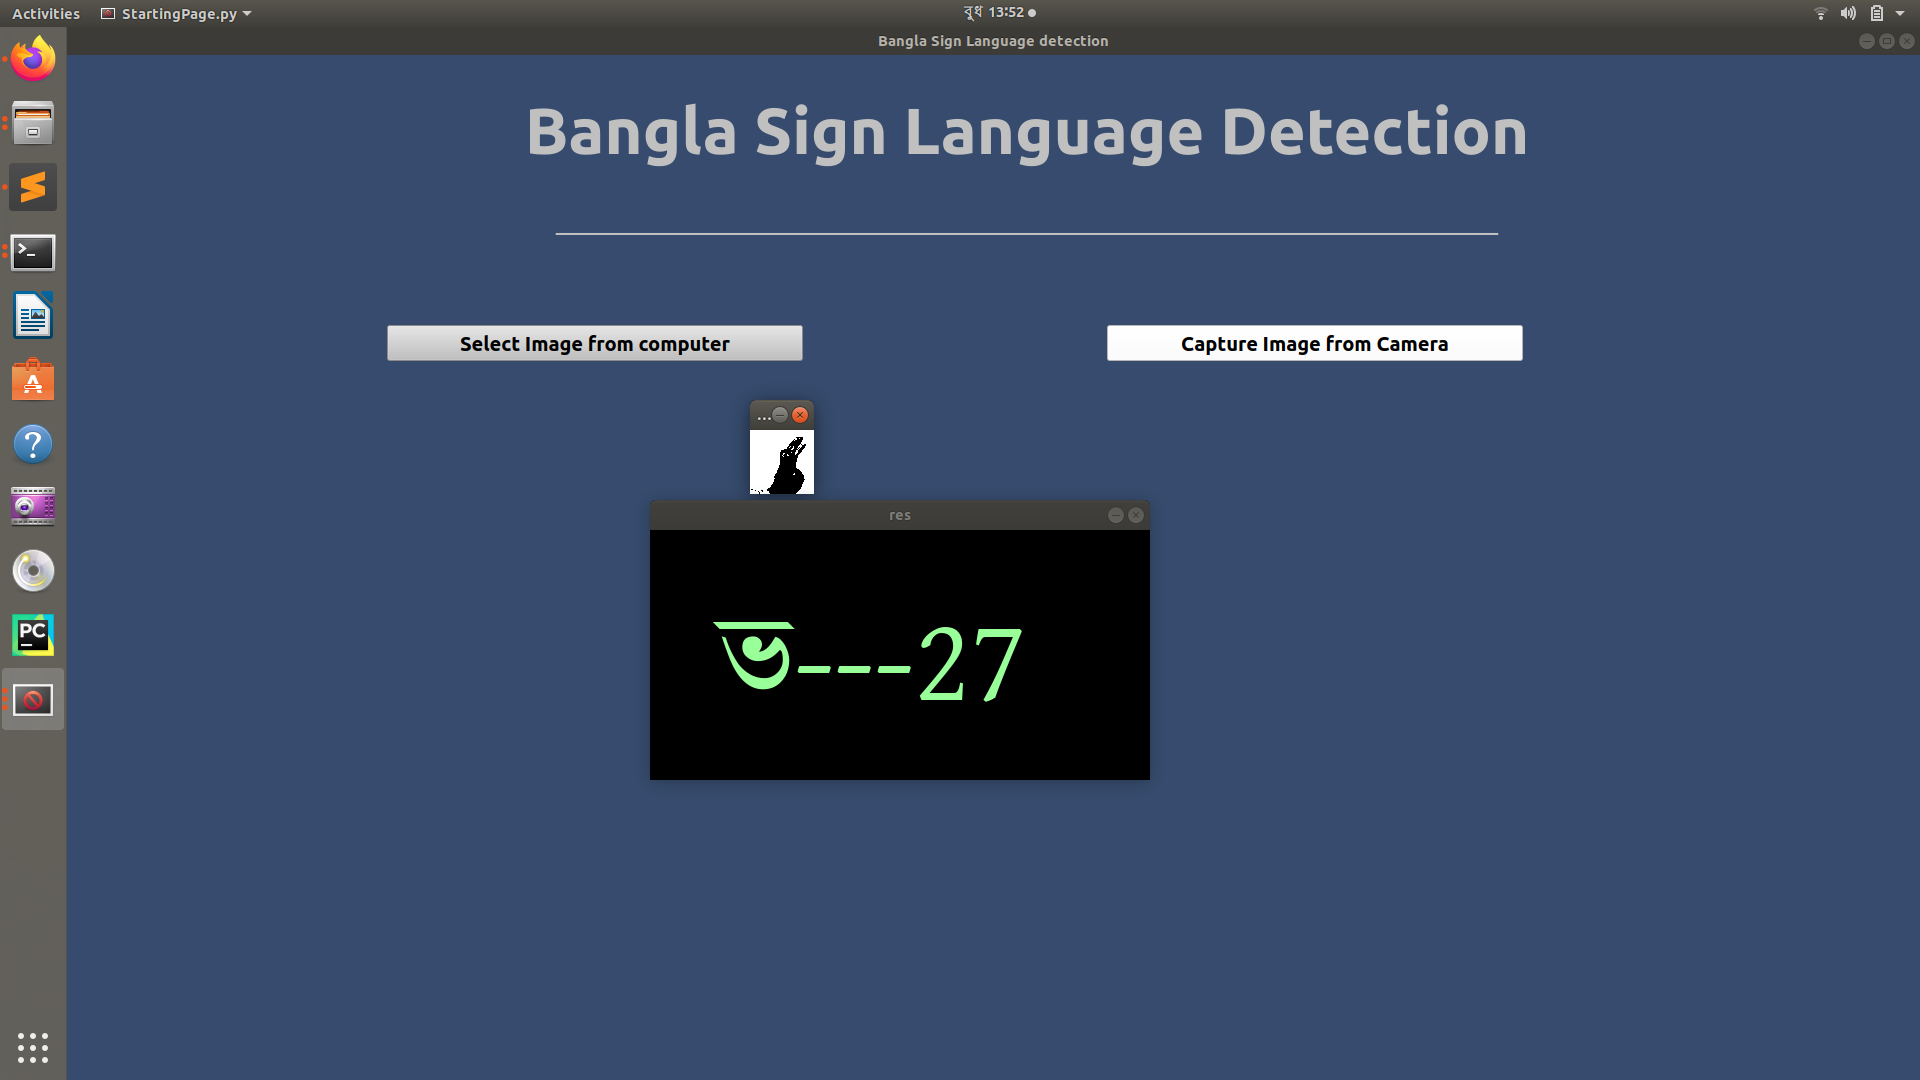 Activities
StartingPage.py
বুধ 13:52
Bangla Sign Language detection
Bangla Sign Language Detection
Select Image from computer
Capture Image from Camera
...
res
ভ---27
PC